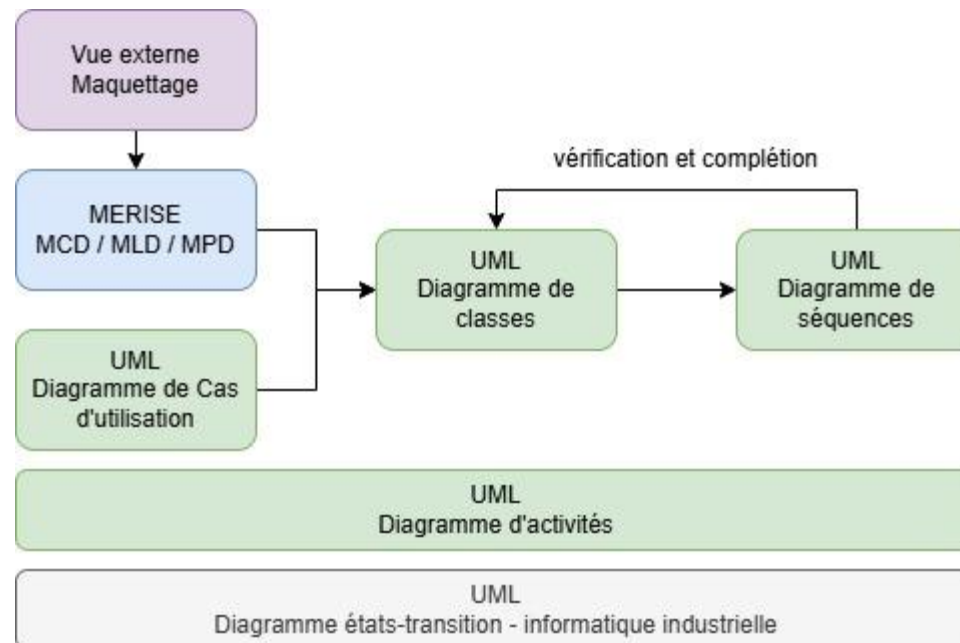 Vue externe
Maquettage
vérification et complétion
MERISE
MCD / MLD / MPD
UML
Diagramme de
classes
UML
Diagramme de
séquences
UML
Diagramme de Cas
d'utilisation
UML
Diagramme d'activités
UML
Diagramme états-transition - informatique industrielle